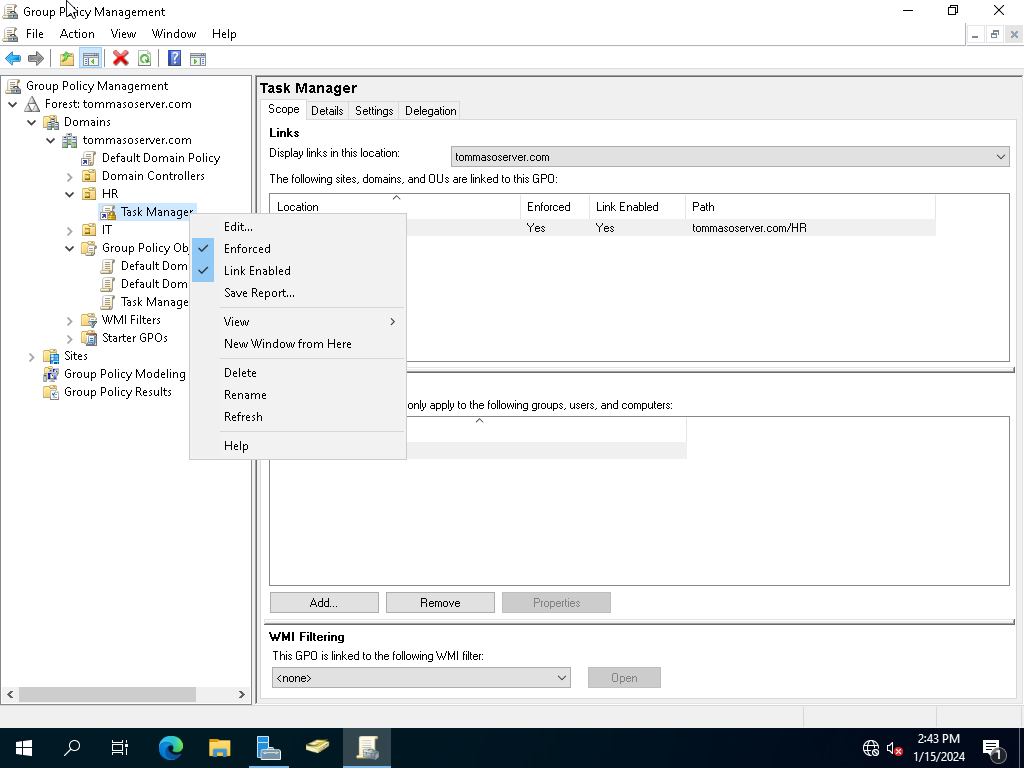 Group Policy Management
File Action View Window Help
Group Policy Management
Forest: tommasoserver.com
Domains
tommasoserver.com
Default Domain Policy
Domain Controllers
HR
Task Manager
IT
Group Policy Ob
Default Dom
Default Dom
Task Manage
WMI Filters
Starter GPOs
Sites
Group Policy Modeling
Group Policy Results
Edit...
Enforced
Link Enabled
Save Report...
View
New Window from Here
Delete
Rename
Refresh
Help
Task Manager
Scope Details Settings Delegation
Links
Display links in this location: tommasoserver.com
The following sites, domains, and OUs are linked to this GPO:
Location Enforced Link Enabled Path
Yes Yes tommasoserver.com/HR
only apply to the following groups, users, and computers:
Add... Remove Properties
WMI Filtering
This GPO is linked to the following WMI filter:
<none> Open
2:43 PM
1/15/2024
1